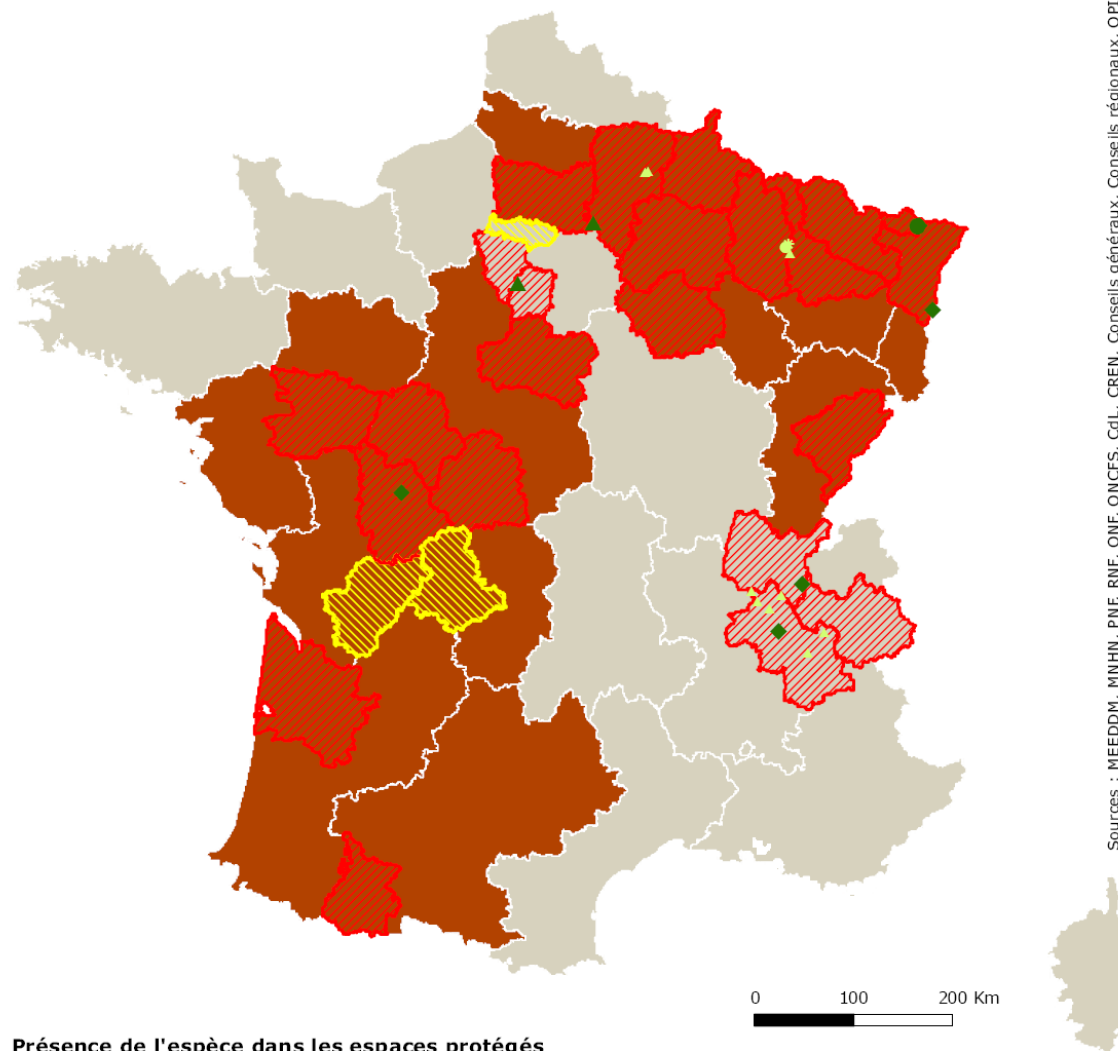 Sources : MEEDDM, MNHN, PNF, RNF, ONF, ONCFS, CdL, CREN, Conseils généraux, Conseils régionaux, OPI
0 100 200 Km
Présence de l'espèce dans les espaces protégés